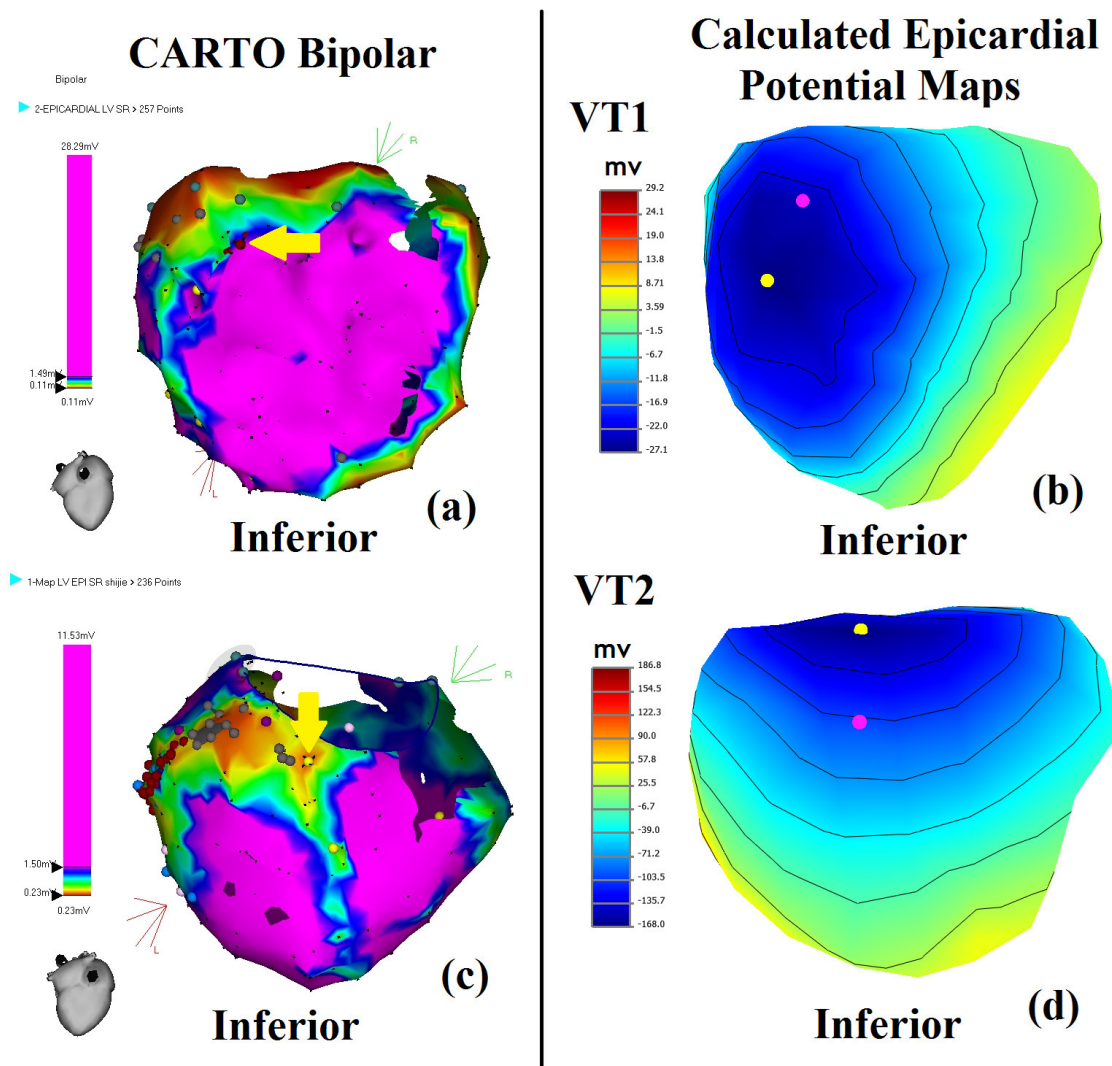 CARTO Bipolar
Bipolar
2-EPICARDIAL LV SR > 257 Points
28.29mV
1.49mV
0.11mV
0.11mV
R
L
(a)
Inferior
1-Map LV EPI SR shijie > 236 Points
11.53mV
1.50mV
0.23mV
0.23mV
R
L
(c)
Inferior
Calculated Epicardial
Potential Maps
VT1
mv
29.2
24.1
19.0
13.8
8.71
3.59
-1.5
-6.7
-11.8
-16.9
-22.0
-27.1
(b)
Inferior
VT2
mv
186.8
154.5
122.3
90.0
57.8
25.5
-6.7
-39.0
-71.2
-103.5
-135.7
-168.0
(d)
Inferior